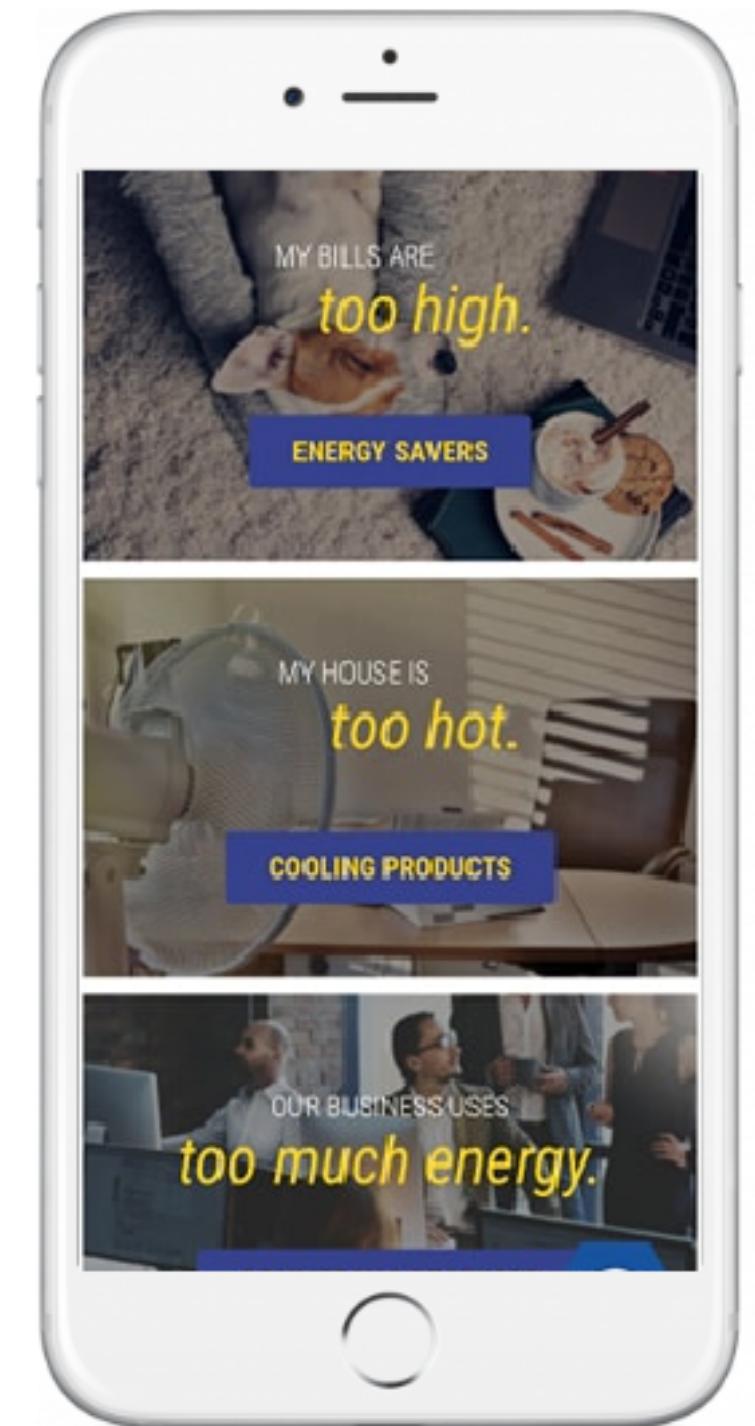 MY BILLS ARE
too high.
ENERGY SAVERS
MY HOUSE IS
too hot.
COOLING PRODUCTS
OUR BUSINESS USES
too much energy.